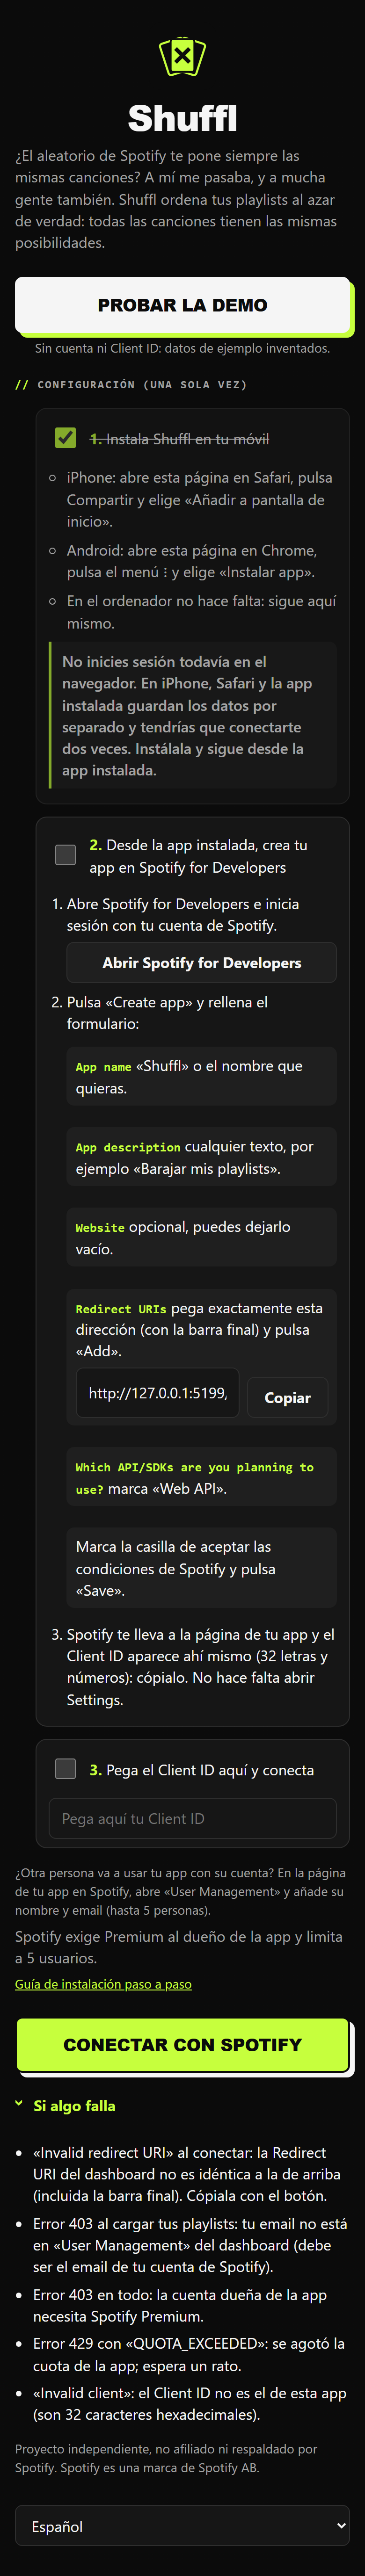 Shuffl
¿El aleatorio de Spotify te pone siempre las
mismas canciones? A mí me pasaba, y a mucha
gente también. Shuffl ordena tus playlists al azar
de verdad: todas las canciones tienen las mismas
posibilidades.
PROBAR LA DEMO
Sin cuenta ni Client ID: datos de ejemplo inventados.
// CONFIGURACIÓN (UNA SOLA VEZ)
1. Instala Shuffl en tu móvil
iPhone: abre esta página en Safari, pulsa
Compartir y elige «Añadir a pantalla de
inicio».
Android: abre esta página en Chrome,
pulsa el menú ⋮ y elige «Instalar app».
En el ordenador no hace falta: sigue aquí
mismo.
No inicies sesión todavía en el
navegador. En iPhone, Safari y la app
instalada guardan los datos por
separado y tendrías que conectarte
dos veces. Instálala y sigue desde la
app instalada.
2. Desde la app instalada, crea tu
app en Spotify for Developers
1. Abre Spotify for Developers e inicia
sesión con tu cuenta de Spotify.
Abrir Spotify for Developers
2. Pulsa «Create app» y rellena el
formulario:
App name «Shuffl» o el nombre que
quieras.
App description cualquier texto, por
ejemplo «Barajar mis playlists».
Website opcional, puedes dejarlo
vacío.
Redirect URIs pega exactamente esta
dirección (con la barra final) y pulsa
«Add».
http://127.0.0.1:5199/
Copiar
Which API/SDKs are you planning to
use? marca «Web API».
Marca la casilla de aceptar las
condiciones de Spotify y pulsa
«Save».
3. Spotify te lleva a la página de tu app y el
Client ID aparece ahí mismo (32 letras y
números): cópialo. No hace falta abrir
Settings.
3. Pega el Client ID aquí y conecta
Pega aquí tu Client ID
¿Otra persona va a usar tu app con su cuenta? En la página
de tu app en Spotify, abre «User Management» y añade su
nombre y email (hasta 5 personas).
Spotify exige Premium al dueño de la app y limita
a 5 usuarios.
Guía de instalación paso a paso
CONECTAR CON SPOTIFY
Si algo falla
«Invalid redirect URI» al conectar: la Redirect
URI del dashboard no es idéntica a la de arriba
(incluida la barra final). Cópiala con el botón.
Error 403 al cargar tus playlists: tu email no está
en «User Management» del dashboard (debe
ser el email de tu cuenta de Spotify).
Error 403 en todo: la cuenta dueña de la app
necesita Spotify Premium.
Error 429 con «QUOTA_EXCEEDED»: se agotó la
cuota de la app; espera un rato.
«Invalid client»: el Client ID no es el de esta app
(son 32 caracteres hexadecimales).
Proyecto independiente, no afiliado ni respaldado por
Spotify. Spotify es una marca de Spotify AB.
Español